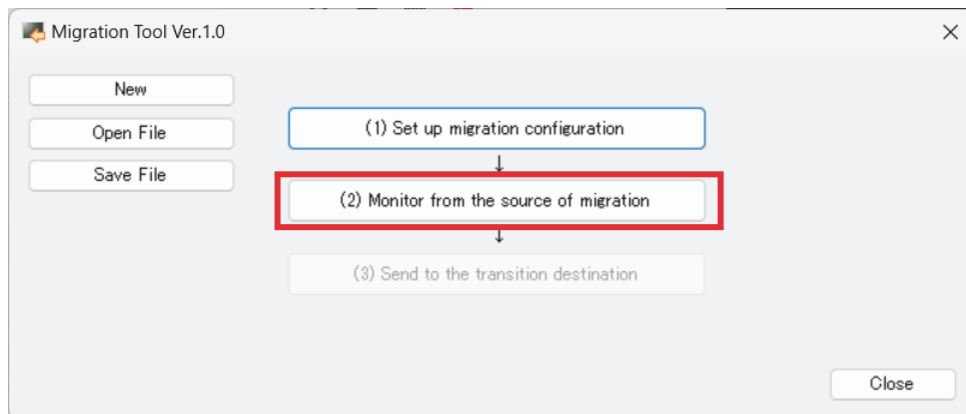 Migration Tool Ver.1.0
New
Open File
Save File
(1) Set up migration configuration
↓
(2) Monitor from the source of migration
↓
(3) Send to the transition destination
Close